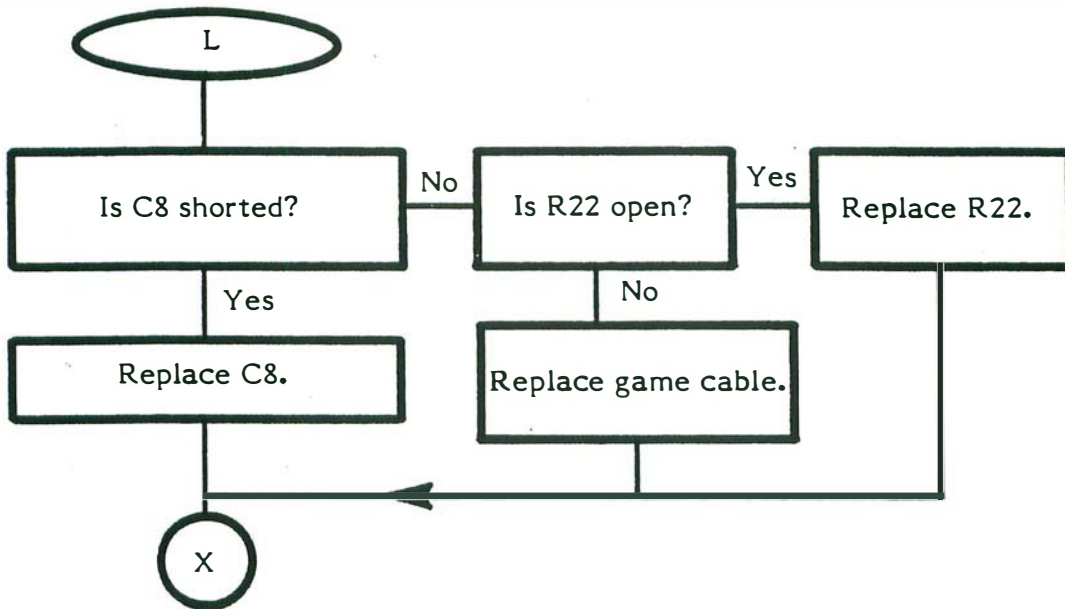 L
Is C8 shorted?
No
Is R22 open?
Yes
Replace R22.
Yes
No
Replace C8.
Replace game cable.
X